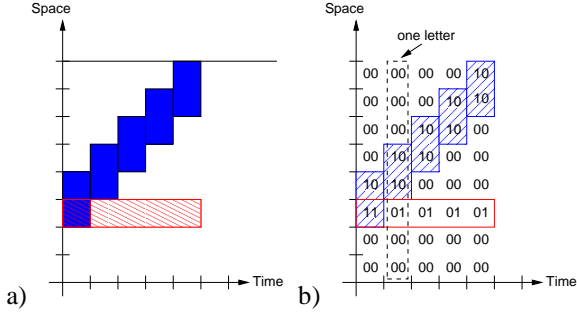 Space
Space
one letter
00 00 00 00 10
00 00 00 10 10
00 00 10 10 00
00 10 10 00 00
10 10 00 00 00
11 01 01 01 01
00 00 00 00 00
00 00 00 00 00
a) Time
b) Time